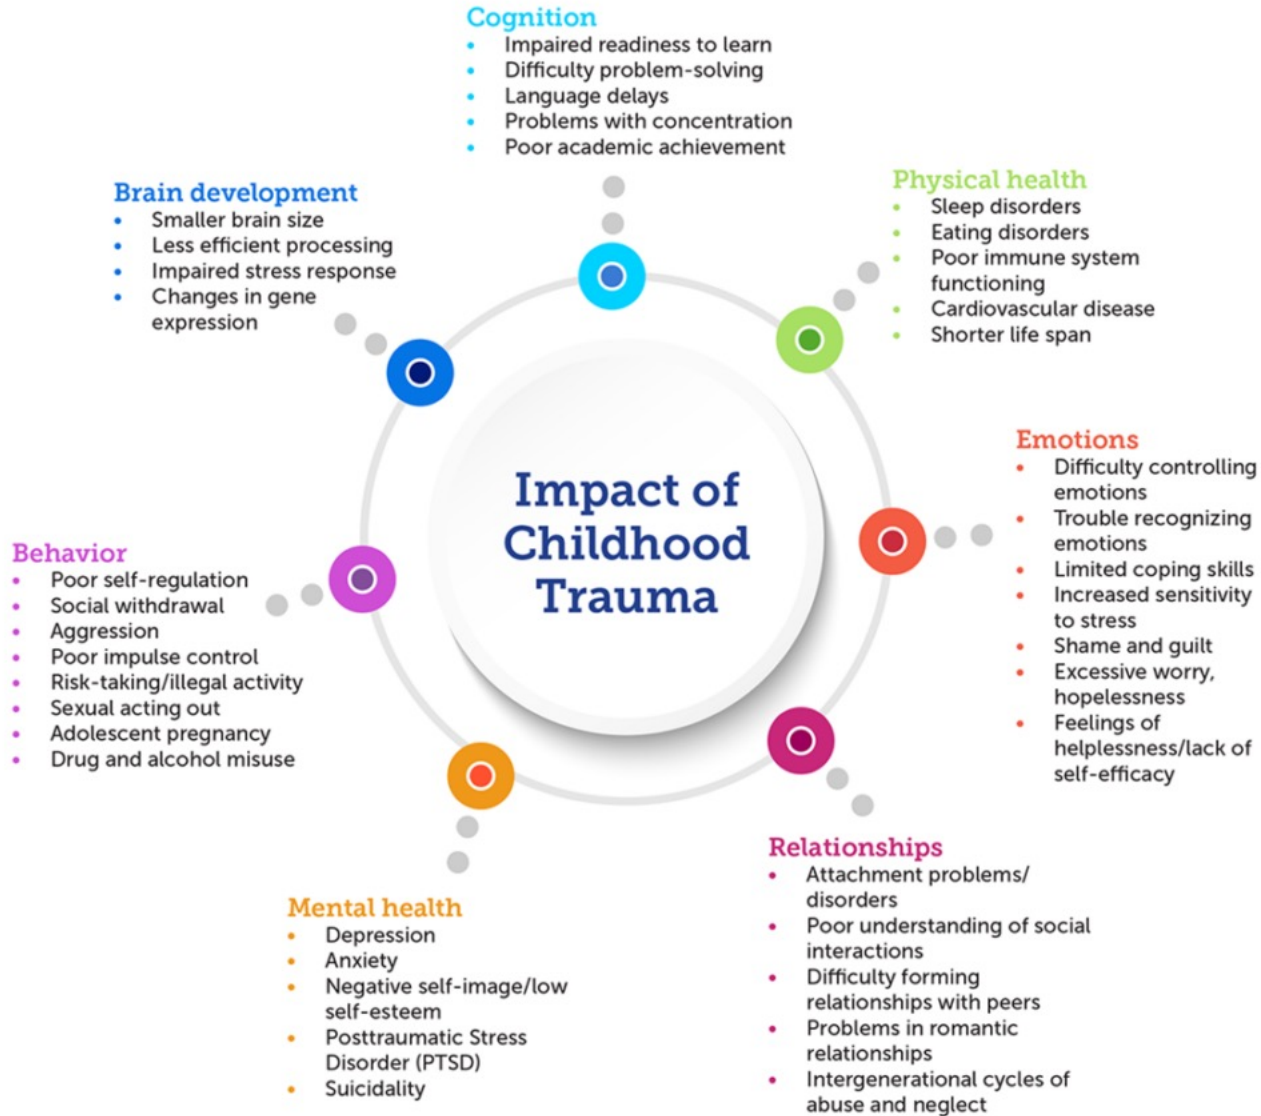 Cognition
• Impaired readiness to learn
• Difficulty problem-solving
• Language delays
• Problems with concentration
• Poor academic achievement
Physical health
• Sleep disorders
• Eating disorders
• Poor immune system
functioning
• Cardiovascular disease
• Shorter life span
Emotions
• Difficulty controlling
emotions
• Trouble recognizing
emotions
• Limited coping skills
• Increased sensitivity
to stress
• Shame and guilt
• Excessive worry,
hopelessness
• Feelings of
helplessness/lack of
self-efficacy
Relationships
• Attachment problems/
disorders
• Poor understanding of social
interactions
• Difficulty forming
relationships with peers
• Problems in romantic
relationships
• Intergenerational cycles of
abuse and neglect
Mental health
• Depression
• Anxiety
• Negative self-image/low
self-esteem
• Posttraumatic Stress
Disorder (PTSD)
• Suicidality
Behavior
• Poor self-regulation
• Social withdrawal
• Aggression
• Poor impulse control
• Risk-taking/illegal activity
• Sexual acting out
• Adolescent pregnancy
• Drug and alcohol misuse
Brain development
• Smaller brain size
• Less efficient processing
• Impaired stress response
• Changes in gene
expression
Impact of
Childhood
Trauma